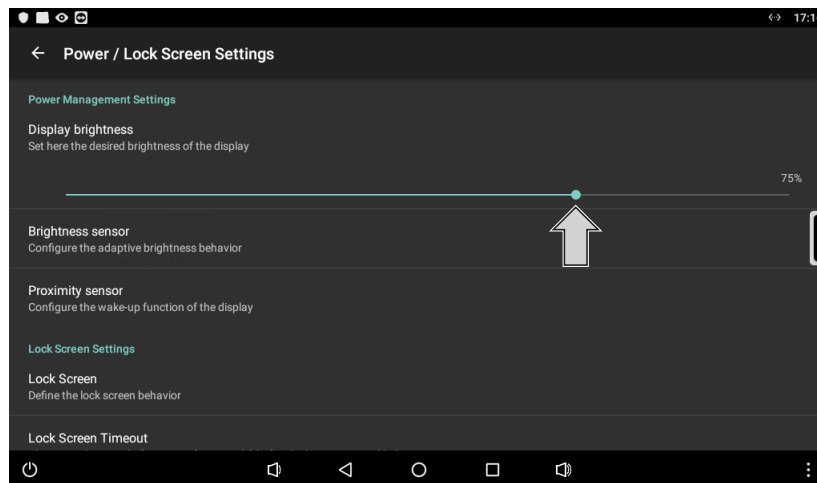 17:1
Power / Lock Screen Settings
Power Management Settings
Display brightness
Set here the desired brightness of the display
75%
Brightness sensor
Configure the adaptive brightness behavior
Proximity sensor
Configure the wake-up function of the display
Lock Screen Settings
Lock Screen
Define the lock screen behavior
Lock Screen Timeout